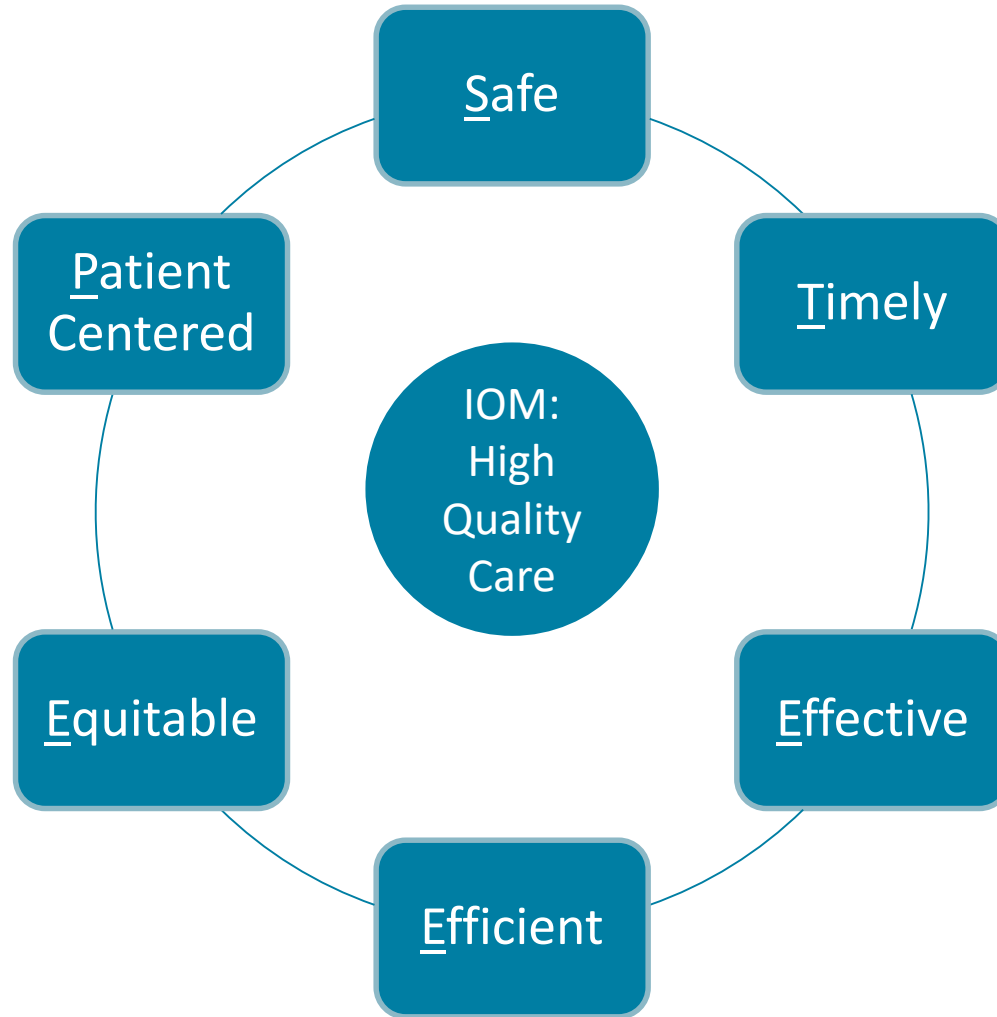 Safe
Timely
Effective
Efficient
Equitable
Patient
Centered
IOM:
High
Quality
Care